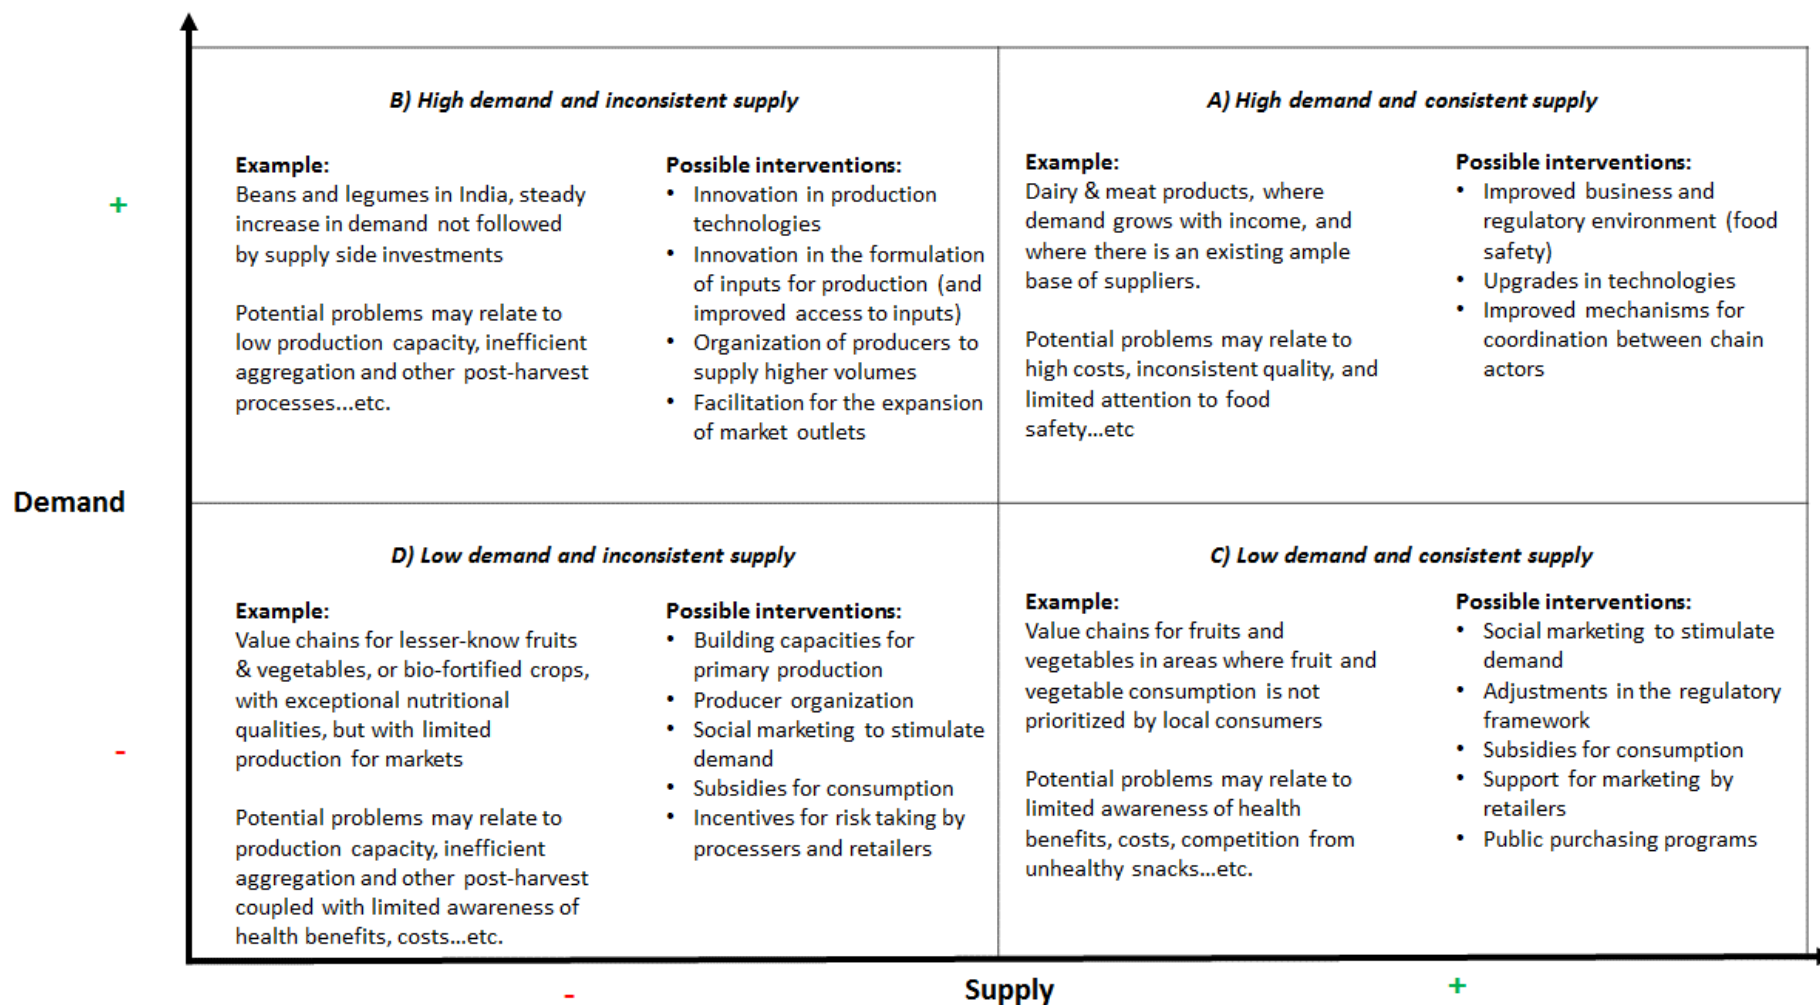 B) High demand and inconsistent supply
Example:
Beans and legumes in India, steady
increase in demand not followed
by supply side investments
Potential problems may relate to
low production capacity, inefficient
aggregation and other post-harvest
processes...etc.
Possible interventions:
• Innovation in production
technologies
• Innovation in the formulation
of inputs for production (and
improved access to inputs)
• Organization of producers to
supply higher volumes
• Facilitation for the expansion
of market outlets
A) High demand and consistent supply
Example:
Dairy & meat products, where
demand grows with income, and
where there is an existing ample
base of suppliers.
Potential problems may relate to
high costs, inconsistent quality, and
limited attention to food
safety...etc
Possible interventions:
• Improved business and
regulatory environment (food
safety)
• Upgrades in technologies
• Improved mechanisms for
coordination between chain
actors
+
Demand
-
D) Low demand and inconsistent supply
Example:
Value chains for lesser-know fruits
& vegetables, or bio-fortified crops,
with exceptional nutritional
qualities, but with limited
production for markets
Potential problems may relate to
production capacity, inefficient
aggregation and other post-harvest
coupled with limited awareness of
health benefits, costs...etc.
Possible interventions:
• Building capacities for
primary production
• Producer organization
• Social marketing to stimulate
demand
• Subsidies for consumption
• Incentives for risk taking by
processers and retailers
C) Low demand and consistent supply
Example:
Value chains for fruits and
vegetables in areas where fruit and
vegetable consumption is not
prioritized by local consumers
Potential problems may relate to
limited awareness of health
benefits, costs, competition from
unhealthy snacks...etc.
Possible interventions:
• Social marketing to stimulate
demand
• Adjustments in the regulatory
framework
• Subsidies for consumption
• Support for marketing by
retailers
• Public purchasing programs
-
Supply
+